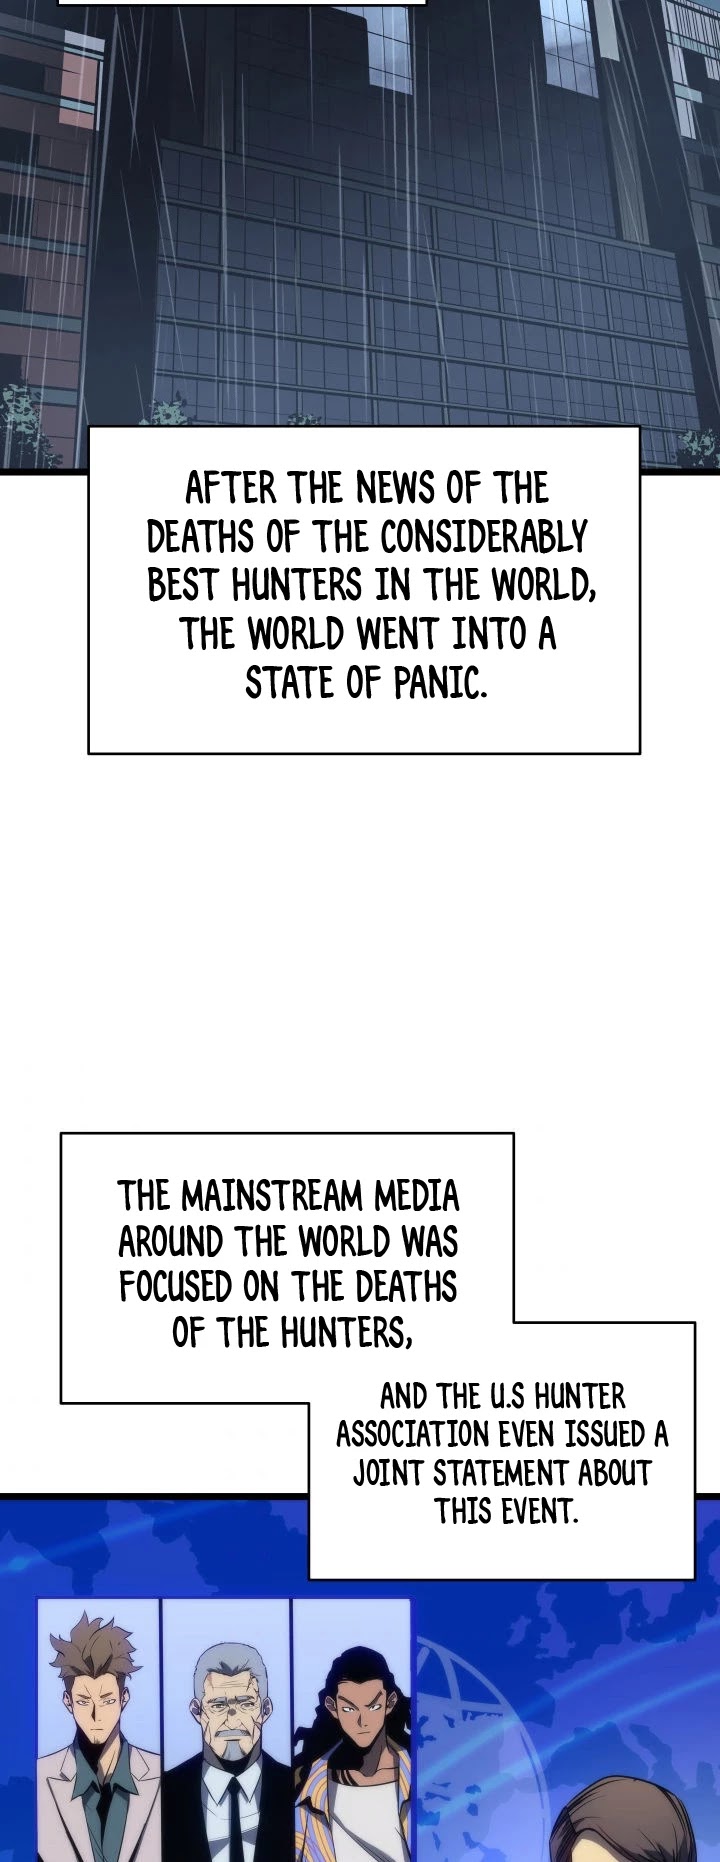 AFTER THE NEWS OF THE
DEATHS OF THE CONSIDERABLY
BEST HUNTERS IN THE WORLD,
THE WORLD WENT INTO A
STATE OF PANIC.
THE MAINSTREAM MEDIA
AROUND THE WORLD WAS
FOCUSED ON THE DEATHS
OF THE HUNTERS,
AND THE U.S HUNTER
ASSOCIATION EVEN ISSUED A
JOINT STATEMENT ABOUT
THIS EVENT.